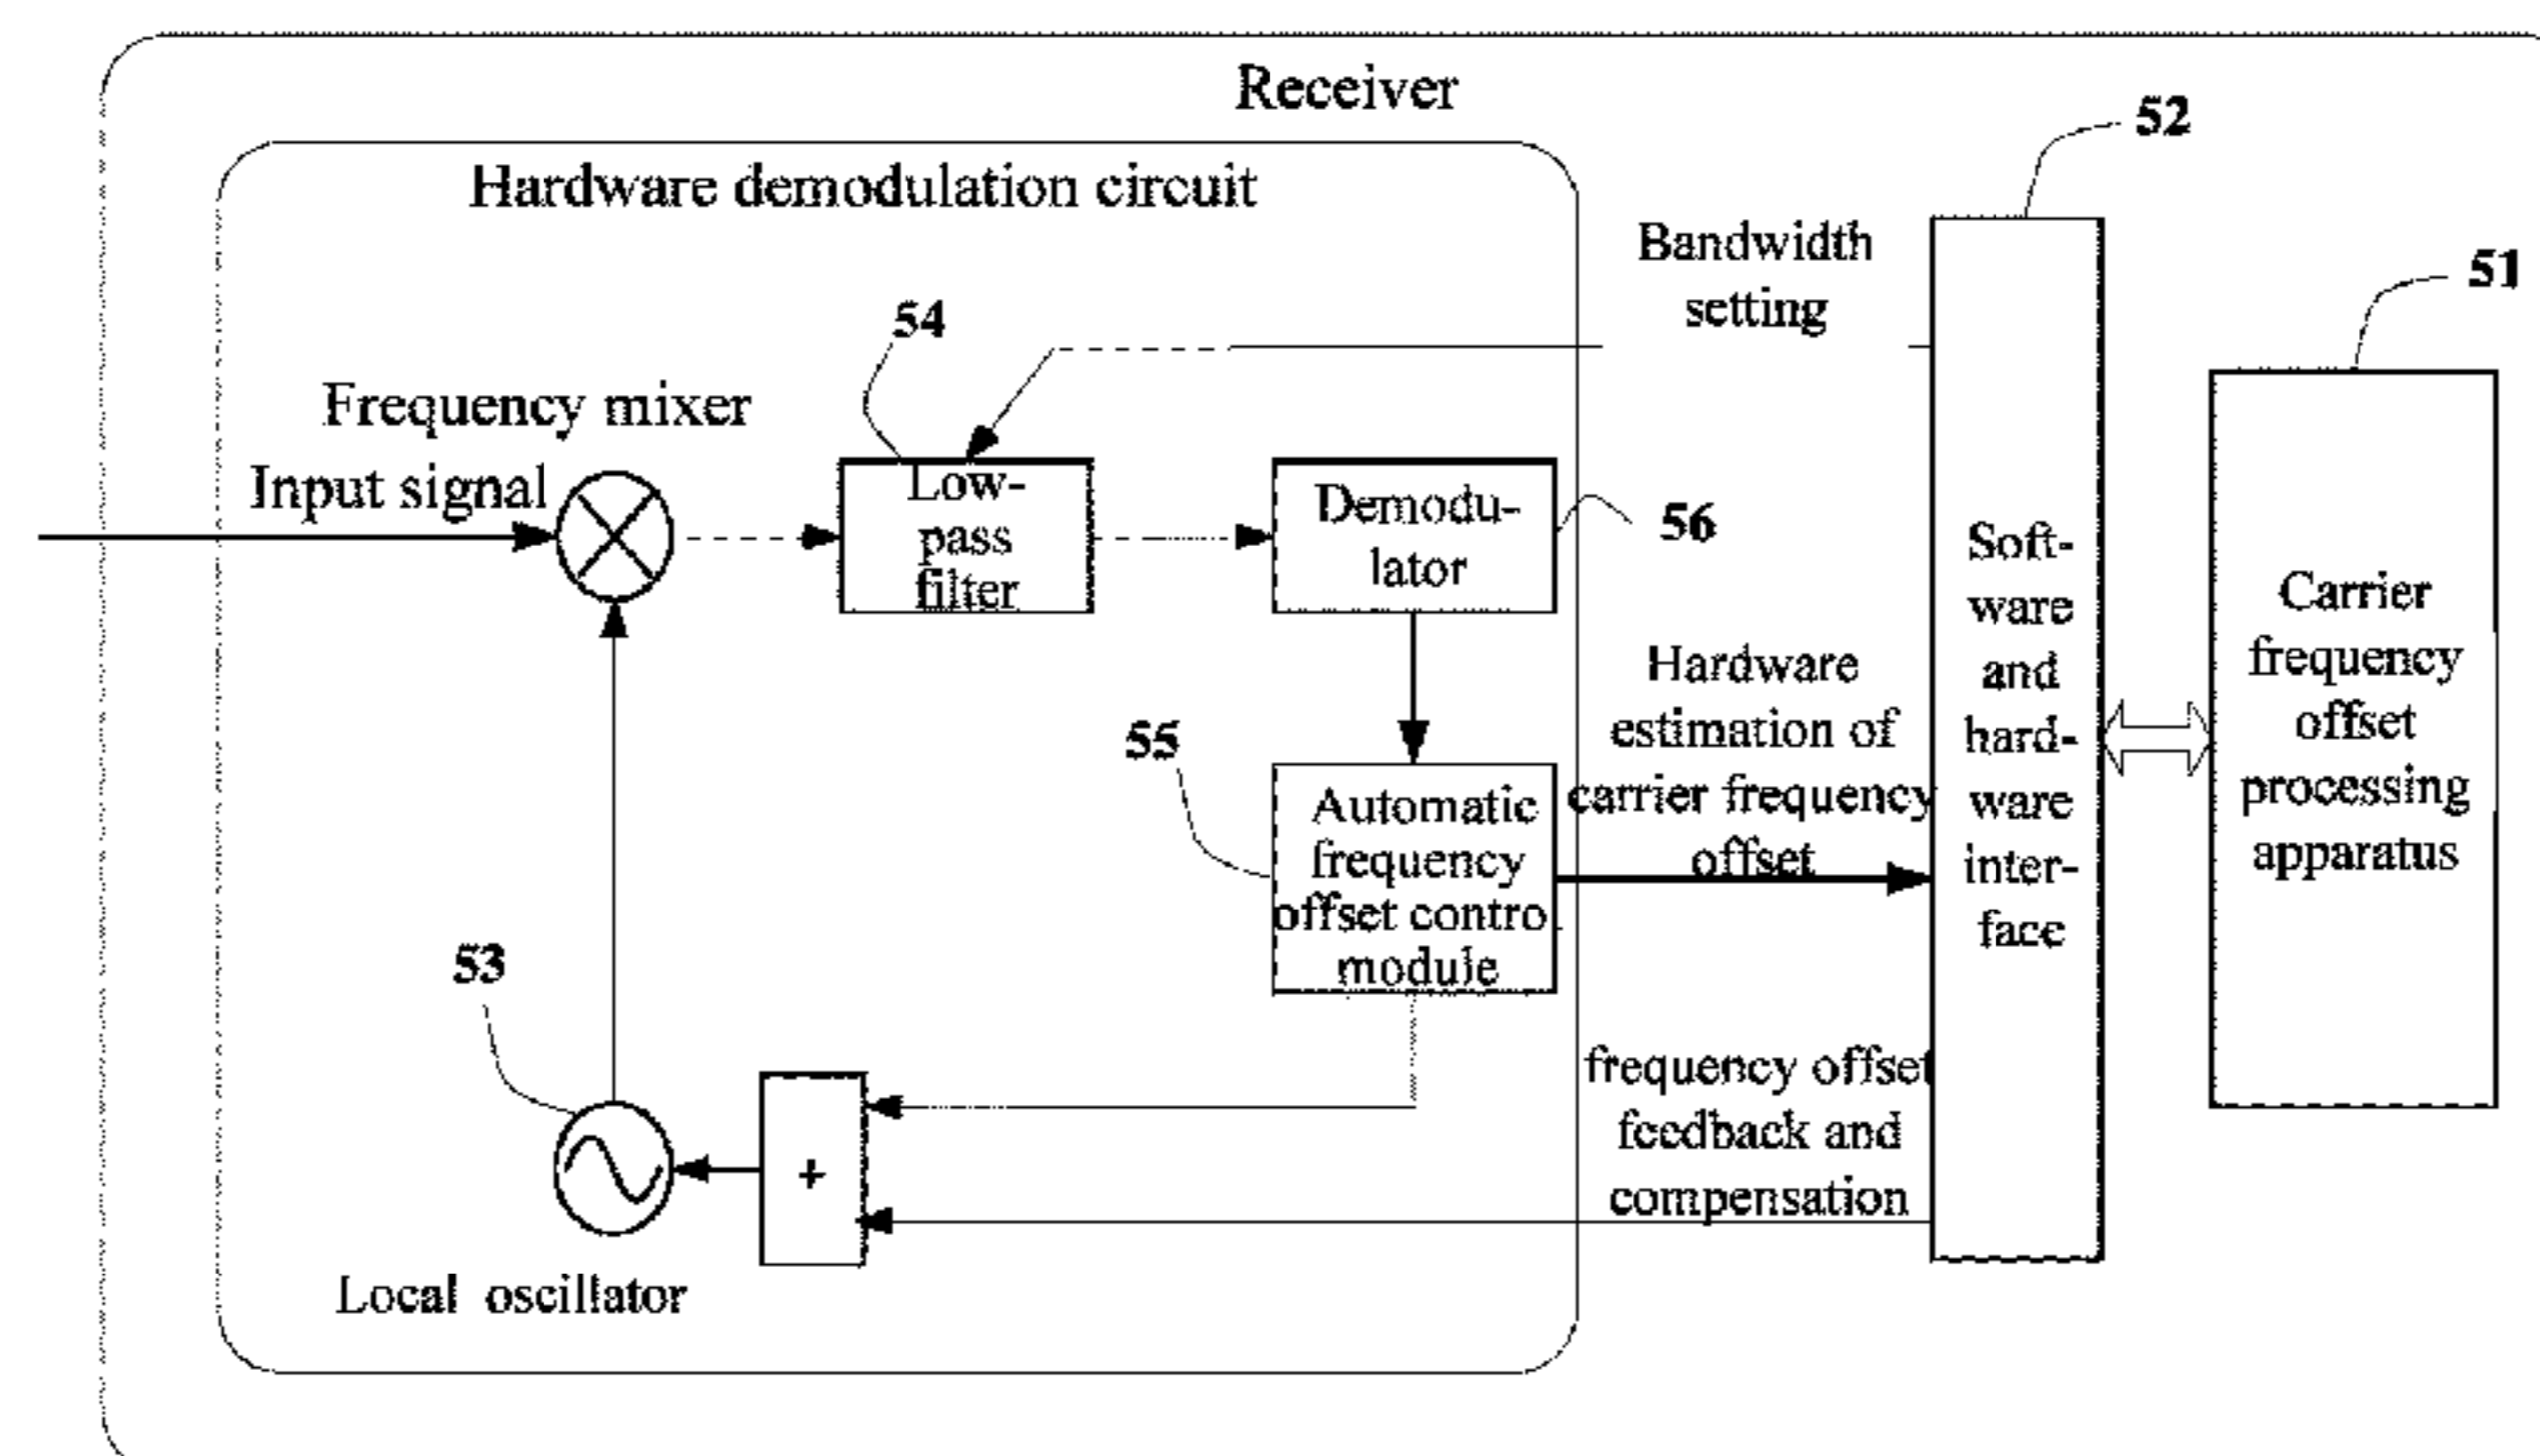 Receiver
Hardware demodulation circuit
52
51
Bandwidth
setting
54
Frequency mixer
Input signal
Low-
pass
filter
Demodu-
lator
56
Soft-
ware
and
hard-
ware
inter-
face
Carrier
frequency
offset
processing
apparatus
Hardware
estimation of
carrier frequency
offset
55
Automatic
frequency
offset control
module
53
frequency offset
feedback and
compensation
+
Local oscillator